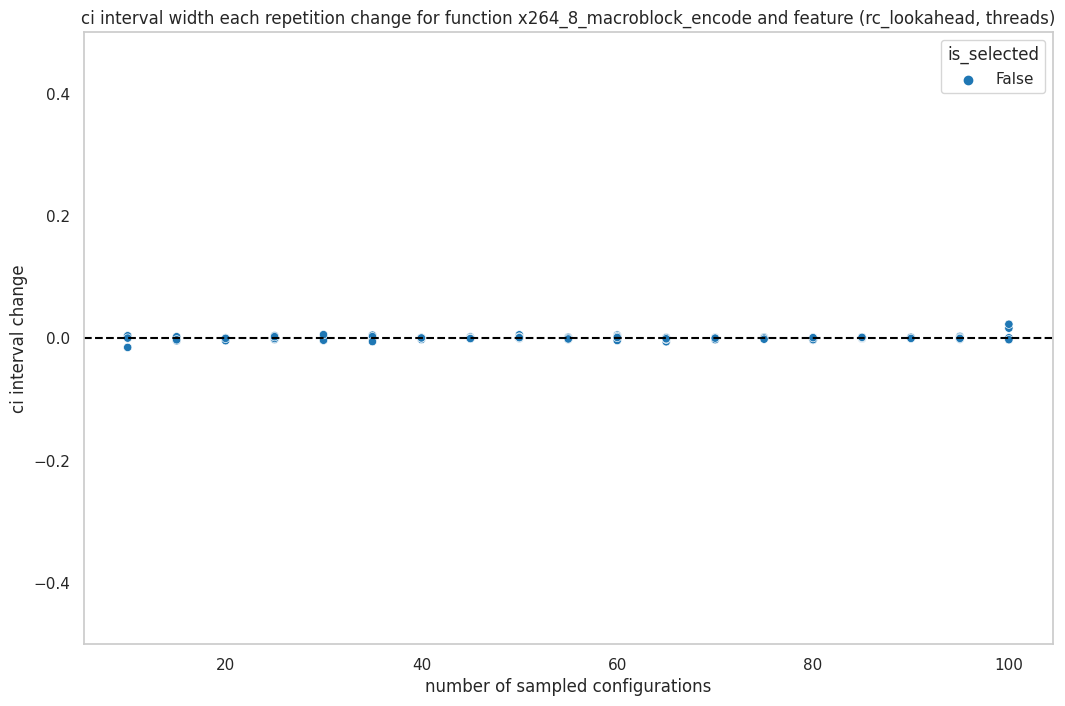 ci interval width each repetition change for function x264_8_macroblock_encode and feature (rc_lookahead, threads)
is_selected
False
ci interval change
0.4
0.2
0.0
−0.2
−0.4
20 40 60 80 100
number of sampled configurations